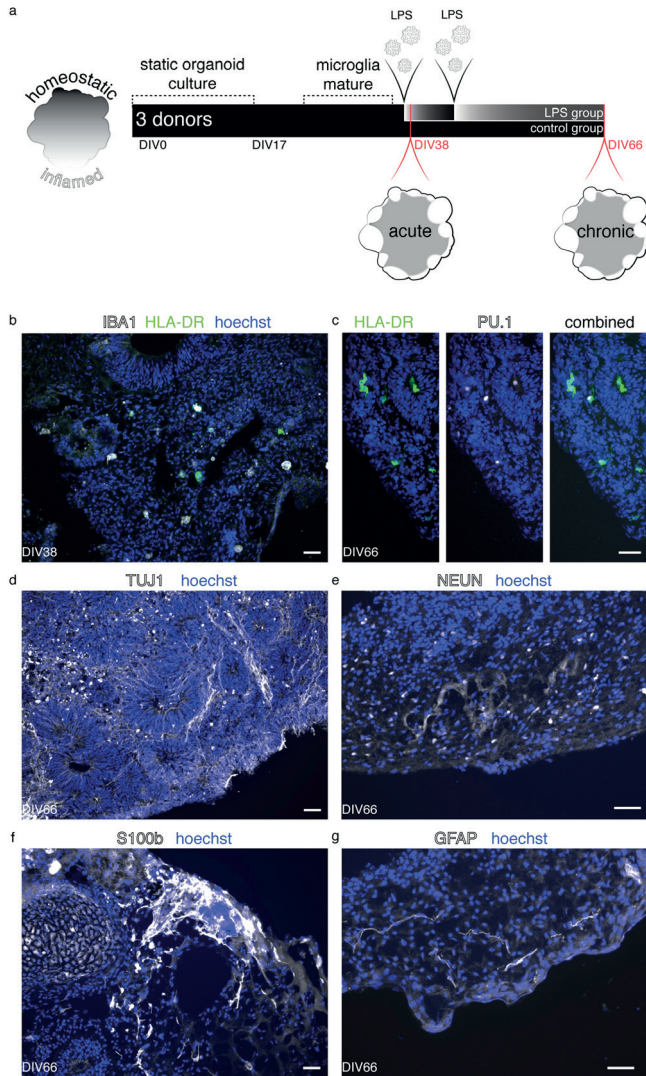 a
LPS LPS
homeostatic
inflamed
static organoid
culture
microglia
mature
3 donors
LPS group
control group
DIV0 DIV17 DIV38 DIV66
acute
chronic
b IBA1 HLA-DR hoechst
DIV38
c HLA-DR PU.1 combined
DIV66
d TUJ1 hoechst
DIV66
e NEUN hoechst
DIV66
f S100b hoechst
DIV66
g GFAP hoechst
DIV66